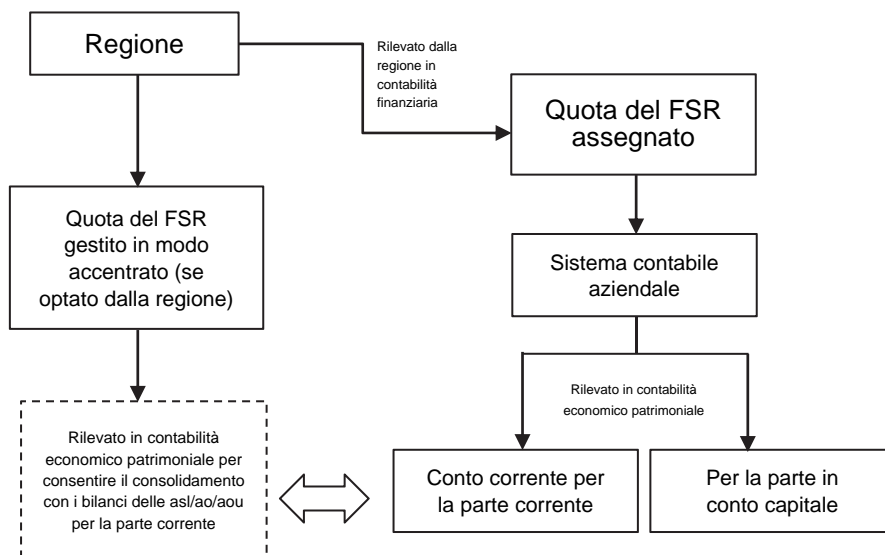 Regione
Rilevato dalla
regione in
contabilità
finanziaria
Quota del FSR
assegnato
Quota del FSR
gestito in modo
accentrato (se
optato dalla regione)
Sistema contabile
aziendale
Rilevato in contabilità
economico patrimoniale
Rilevato in contabilità
economico patrimoniale per
consentire il consolidamento
con i bilanci delle asl/ao/aou
per la parte corrente
Conto corrente per
la parte corrente
Per la parte in
conto capitale